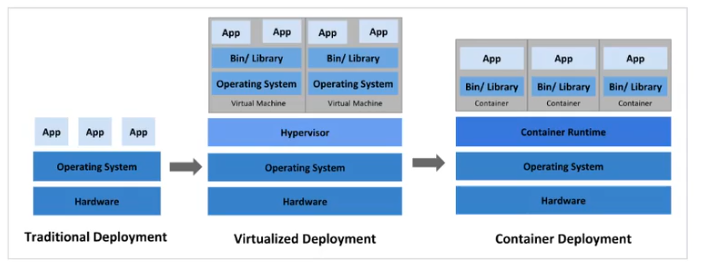 App App App
Operating System
Hardware
Traditional Deployment
App App App App
Bin/ Library Bin/ Library
Operating System Operating System
Virtual Machine Virtual Machine
Hypervisor
Operating System
Hardware
Virtualized Deployment
App App App
Bin/ Library Bin/ Library Bin/ Library
Container Container Container
Container Runtime
Operating System
Hardware
Container Deployment